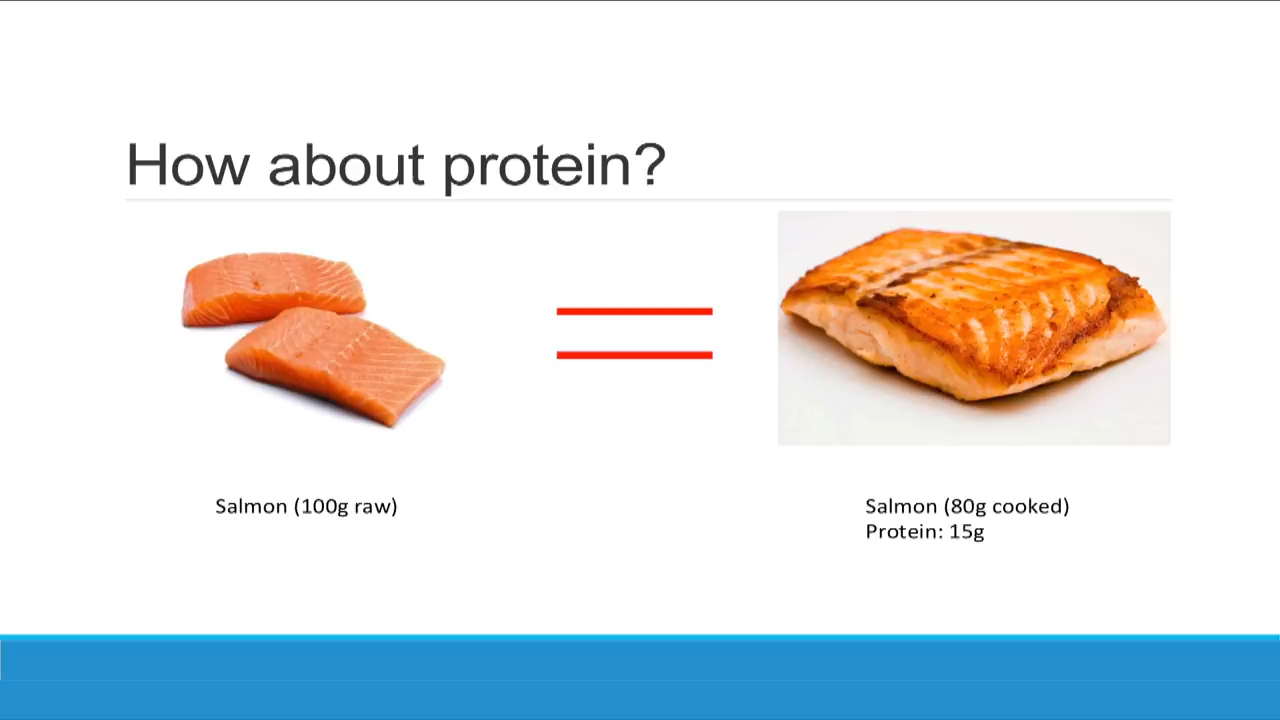 How about protein?
Salmon (100g raw)
Salmon (80g cooked)
Protein: 15g